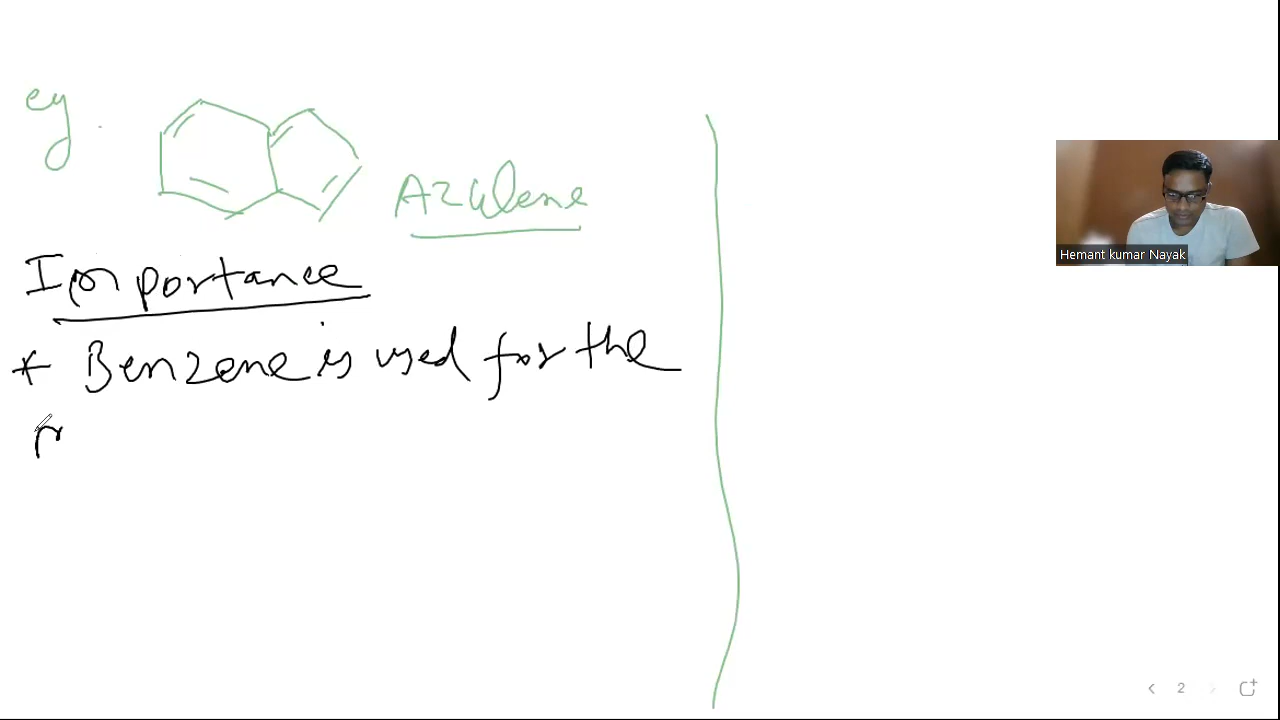 eg.
Azulene
Importance
* Benzene is used for the
Hemant kumar Nayak
2